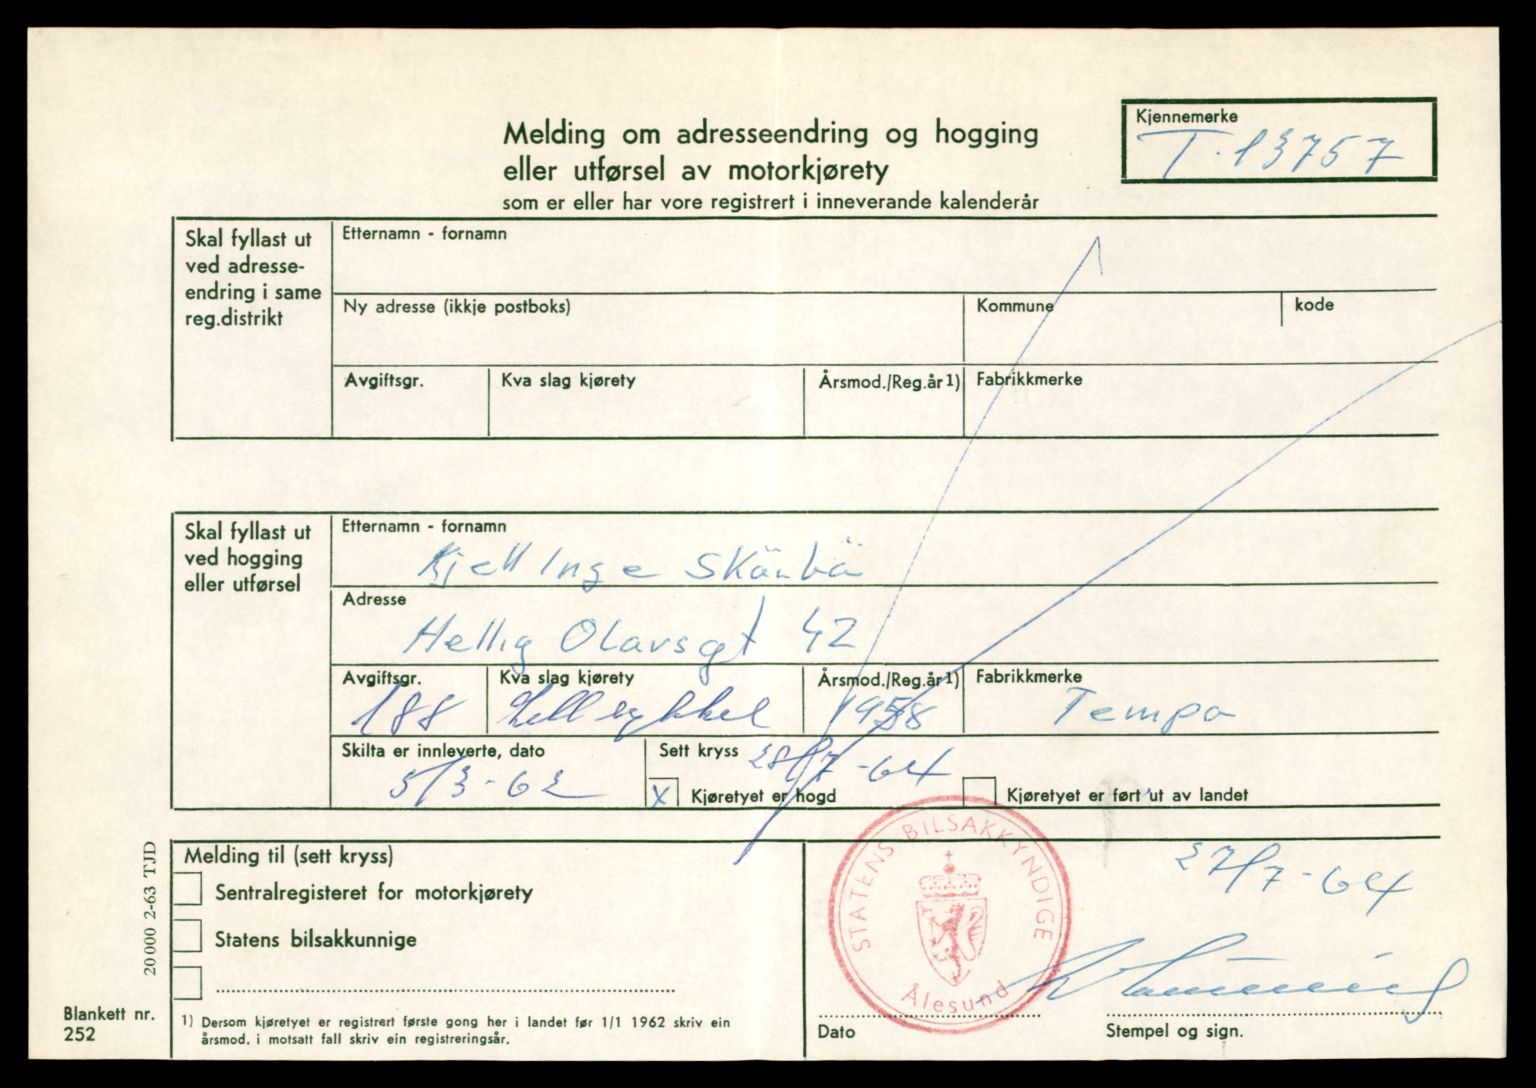 Melding om adresseendring og hogging
eller utførsel av motorkjørety
som er eller har vore registrert i inneverande kalenderår
Kjennemerke
T. 13757
Skal fyllast ut
ved adresse-
endring i same
reg.distrikt
Etternamn - fornamn
Ny adresse (ikkje postboks)
Kommune
kode
Avgiftsgr.
Kva slag kjørety
Årsmod./Reg.år 1)
Fabrikkmerke
Skal fyllast ut
ved hogging
eller utførsel
Etternamn - fornamn
Kjell Inge
Adresse
Hellig Olavsgt 42
Avgiftsgr.
188
Kva slag kjørety
Årsmod./Reg.år 1)
1958
Fabrikkmerke
Tempo
Skilta er innleverte, dato
5/3-62
Sett kryss
28/7-64
X Kjøretyet er hogd
Kjøretyet er ført ut av landet
Melding til (sett kryss)
Sentralregisteret for motorkjørety
Statens bilsakkunnige
STATENS BILSAKKYNDIGE
Ålesund
27/7-64
Dato
Stempel og sign.
20000 2-63 TJD
Blankett nr.
252
1) Dersom kjøretyet er registrert første gong her i landet før 1/1 1962 skriv ein
årsmod. i motsatt fall skriv ein registreringsår.